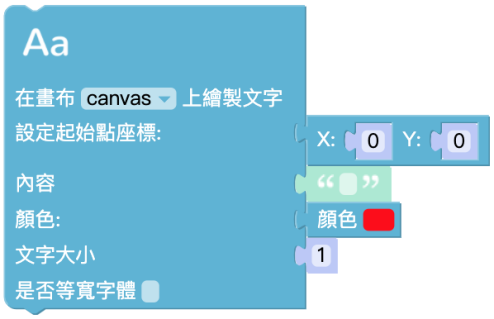 Aa
在畫布 canvas 上繪製文字
設定起始點座標:
X: 0 Y: 0
內容 “ ”
顏色: 顏色
文字大小 1
是否等寬字體